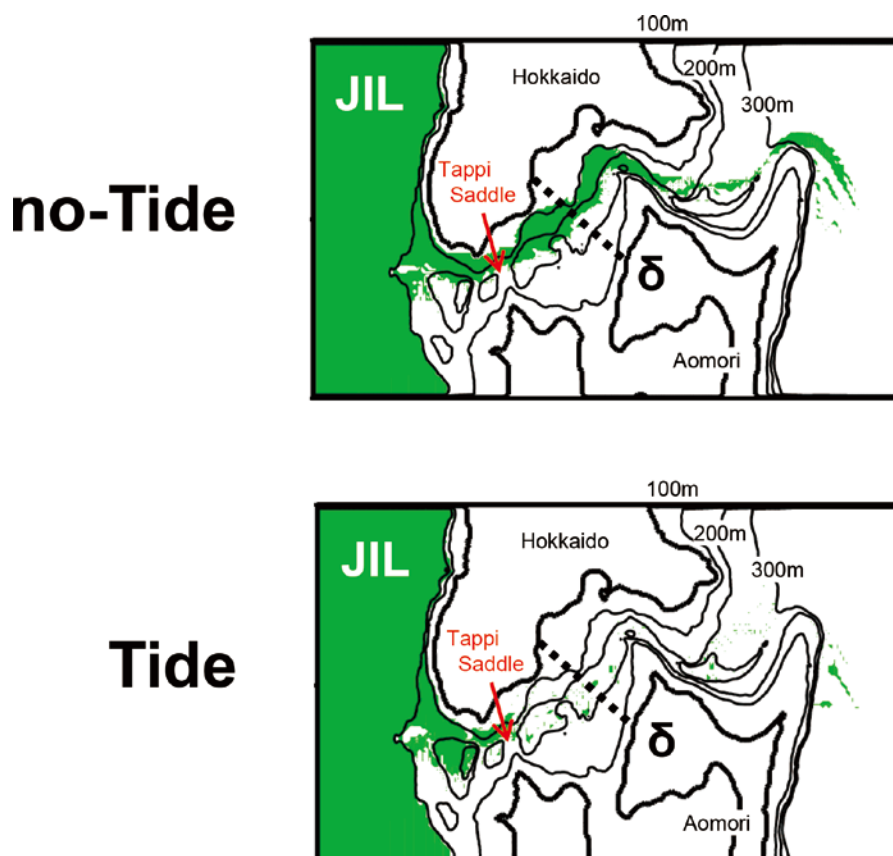 100m
200m
Hokkaido
JIL
300m
Tappi
Saddle
no-Tide
δ
Aomori
100m
200m
Hokkaido
JIL
300m
Tappi
Saddle
Tide
δ
Aomori